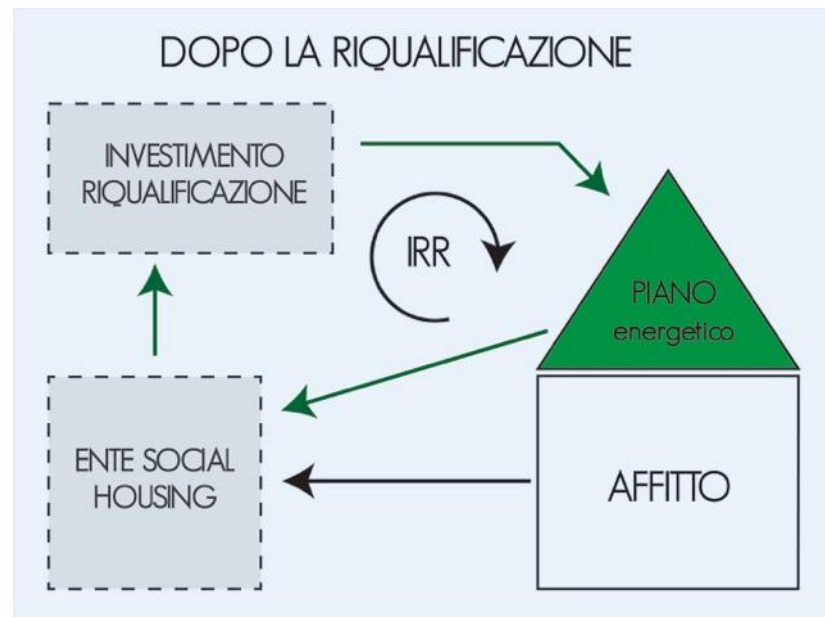 DOPO LA RIQUALIFICAZIONE
INVESTIMENTO
RIQUALIFICAZIONE
IRR
PIANO
energetico
ENTE SOCIAL
HOUSING
AFFITTO